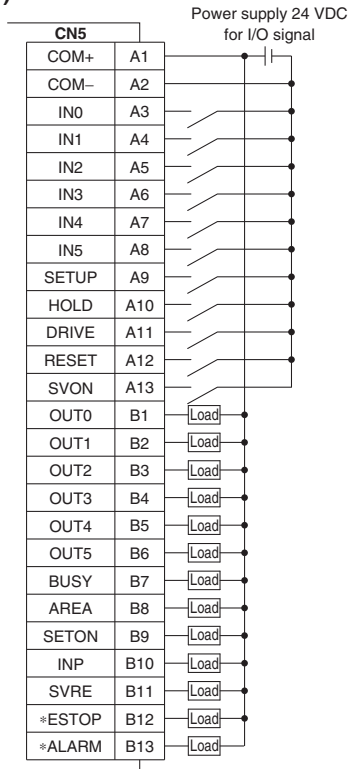 )
Power supply 24 VDC
for I/O signal
CN5
COM+ A1
COM− A2
IN0 A3
IN1 A4
IN2 A5
IN3 A6
IN4 A7
IN5 A8
SETUP A9
HOLD A10
DRIVE A11
RESET A12
SVON A13
OUT0 B1 Load
OUT1 B2 Load
OUT2 B3 Load
OUT3 B4 Load
OUT4 B5 Load
OUT5 B6 Load
BUSY B7 Load
AREA B8 Load
SETON B9 Load
INP B10 Load
SVRE B11 Load
∗ESTOP B12 Load
∗ALARM B13 Load